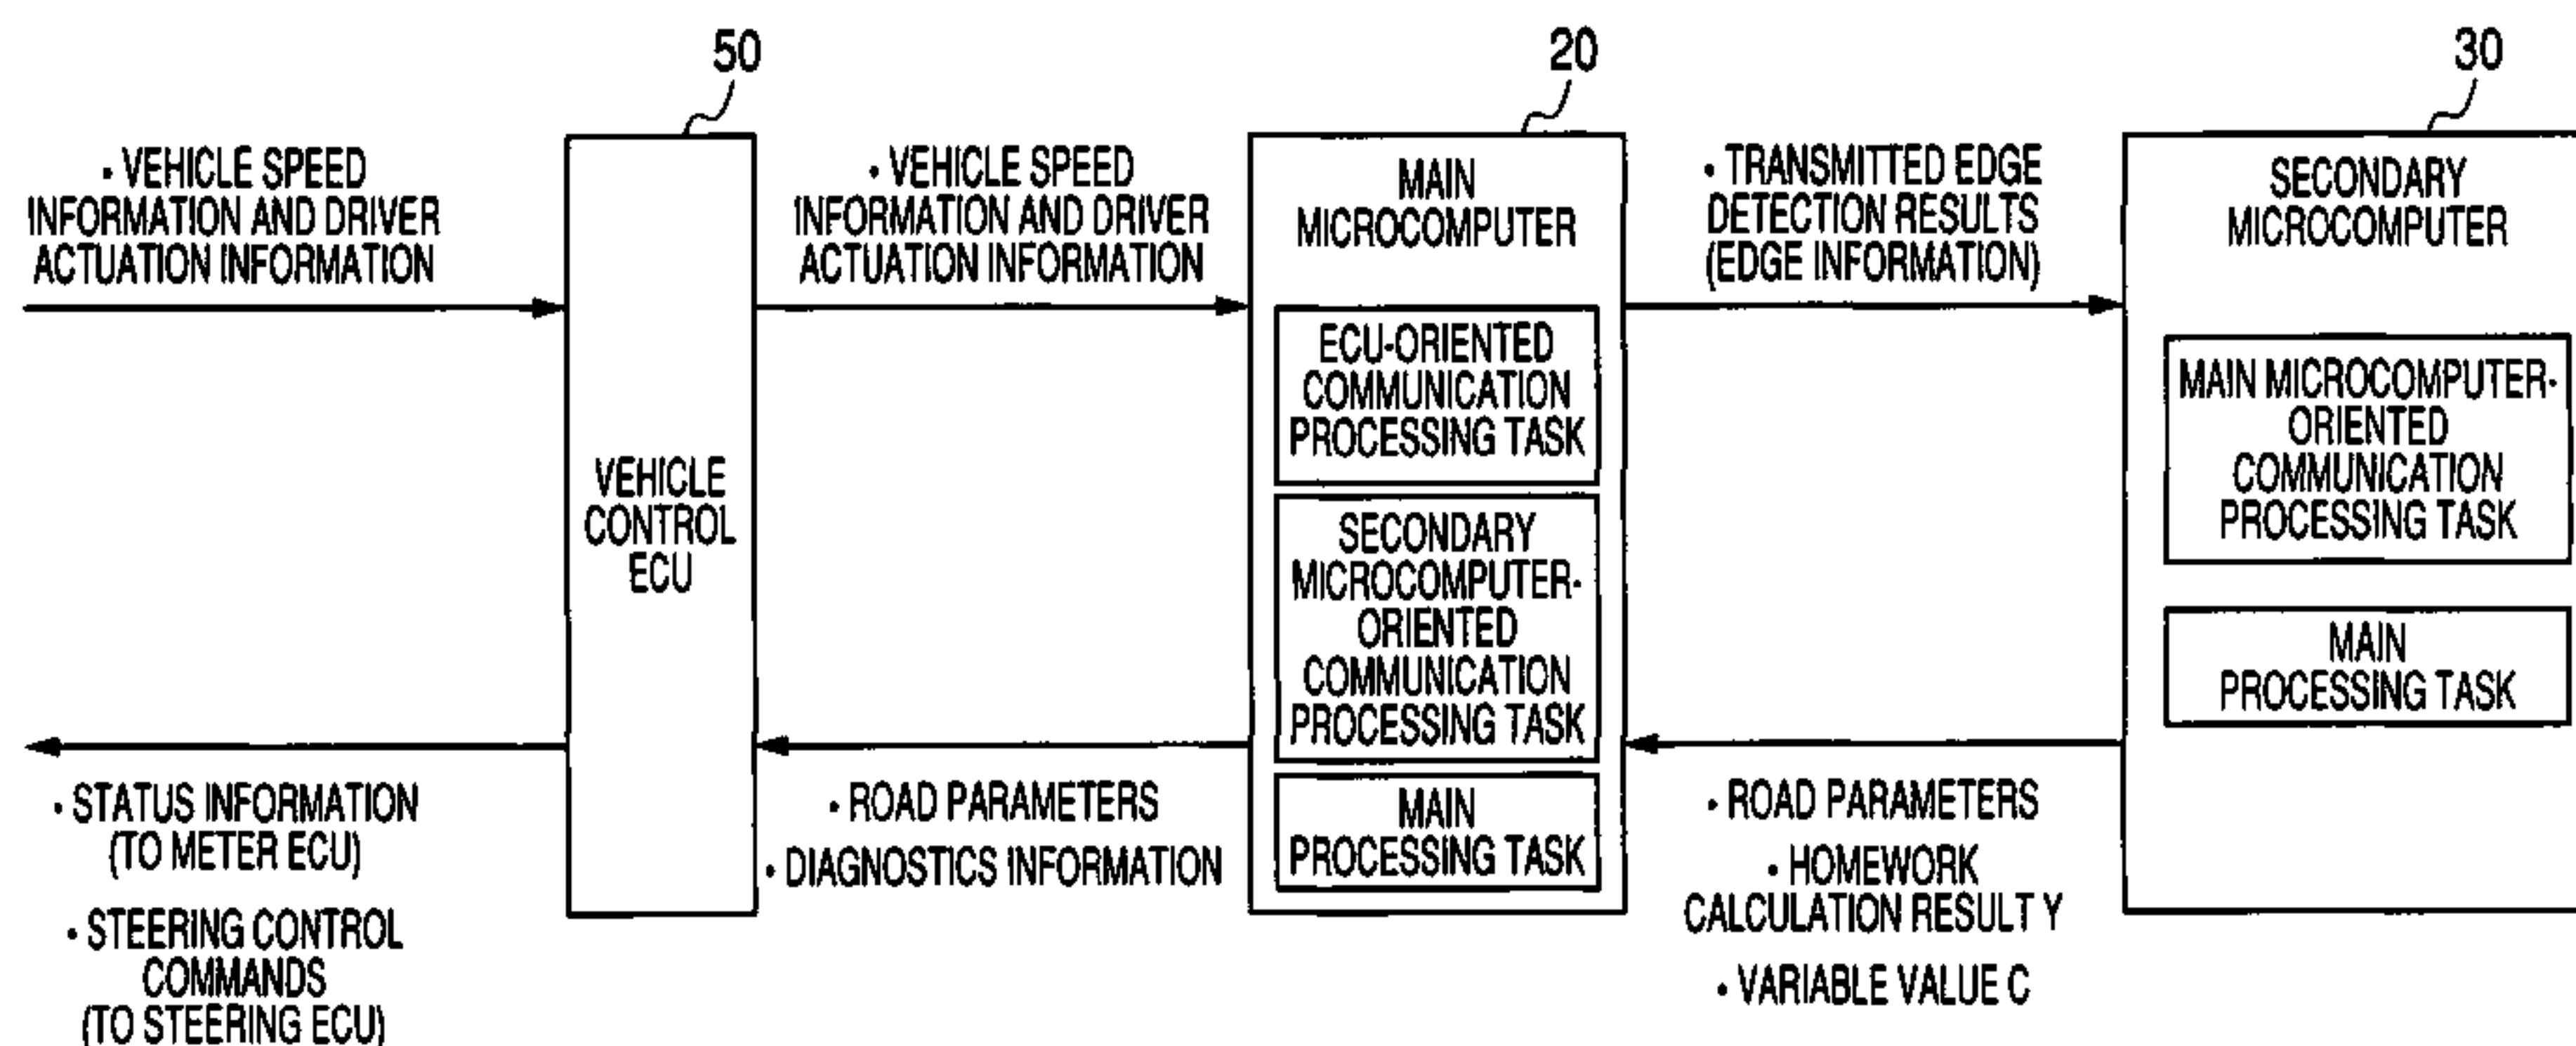 50
20
30
• VEHICLE SPEED
INFORMATION AND DRIVER
ACTUATION INFORMATION
• VEHICLE SPEED
INFORMATION AND DRIVER
ACTUATION INFORMATION
MAIN
MICROCOMPUTER
• TRANSMITTED EDGE
DETECTION RESULTS
(EDGE INFORMATION)
SECONDARY
MICROCOMPUTER
VEHICLE
CONTROL
ECU
ECU-ORIENTED
COMMUNICATION
PROCESSING TASK
SECONDARY
MICROCOMPUTER-
ORIENTED
COMMUNICATION
PROCESSING TASK
MAIN
PROCESSING TASK
MAIN MICROCOMPUTER-
ORIENTED
COMMUNICATION
PROCESSING TASK
MAIN
PROCESSING TASK
• STATUS INFORMATION
(TO METER ECU)
• STEERING CONTROL
COMMANDS
(TO STEERING ECU)
• ROAD PARAMETERS
• DIAGNOSTICS INFORMATION
• ROAD PARAMETERS
• HOMEWORK
CALCULATION RESULT Y
• VARIABLE VALUE C